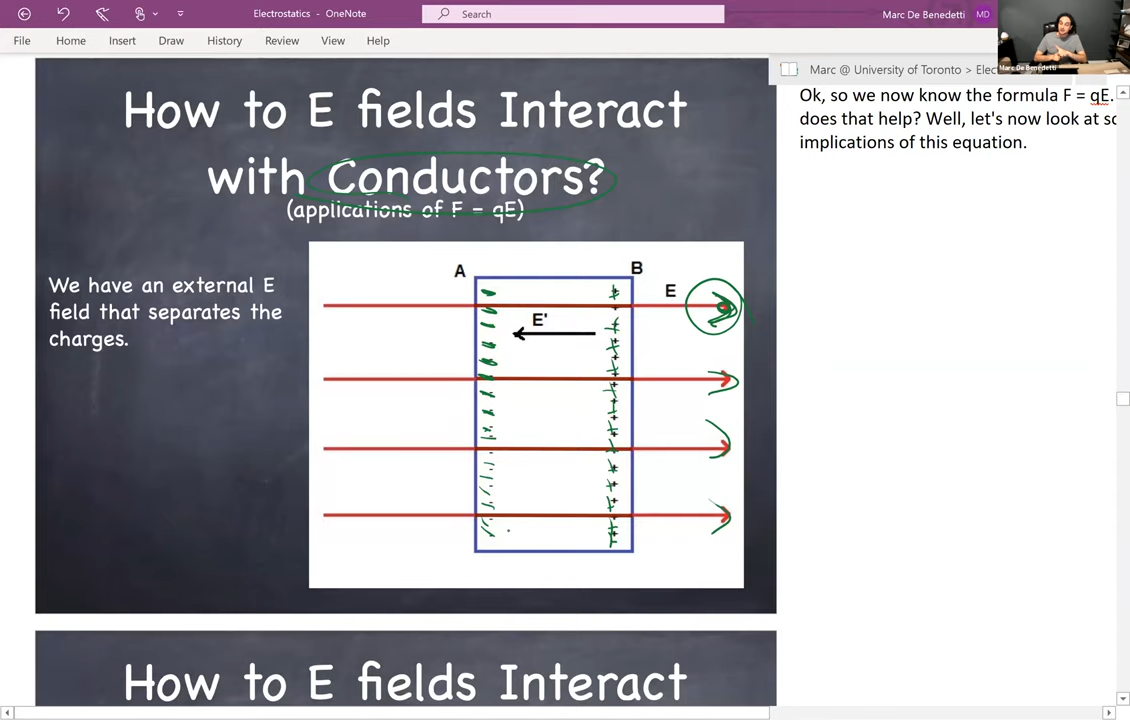 Electrostatics - OneNote
Search
Marc De Benedetti
MD
File Home Insert Draw History Review View Help
Marc De Benedetti
Marc @ University of Toronto >
How to E fields Interact
with Conductors?
(applications of F = qE)
We have an external E
field that separates the
charges.
A
B
E
E'
Ok, so we now know the formula F = qE.
does that help? Well, let's now look at
implications of this equation.
How to E fields Interact